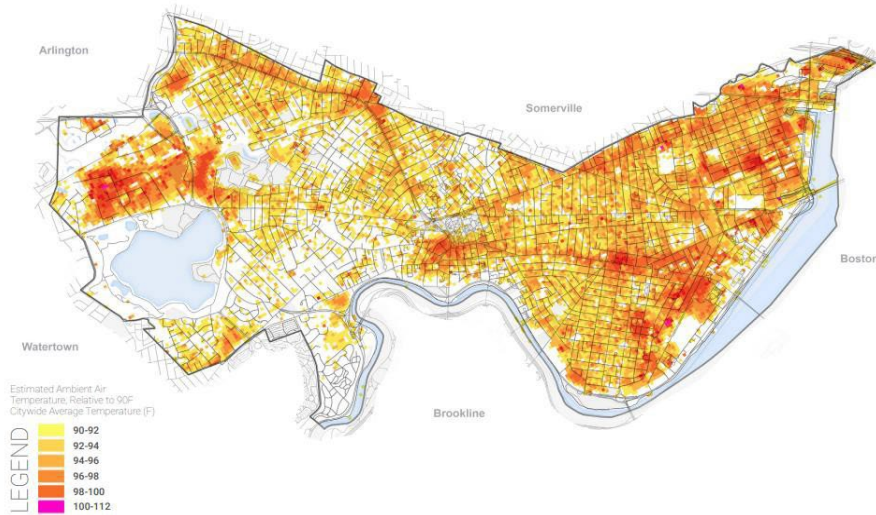 Arlington
Somerville
Boston
Watertown
Brookline
Estimated Ambient Air
Temperature, Relative to 90F
Citywide Average Temperature (F)
LEGEND
90-92
92-94
94-96
96-98
98-100
100-112